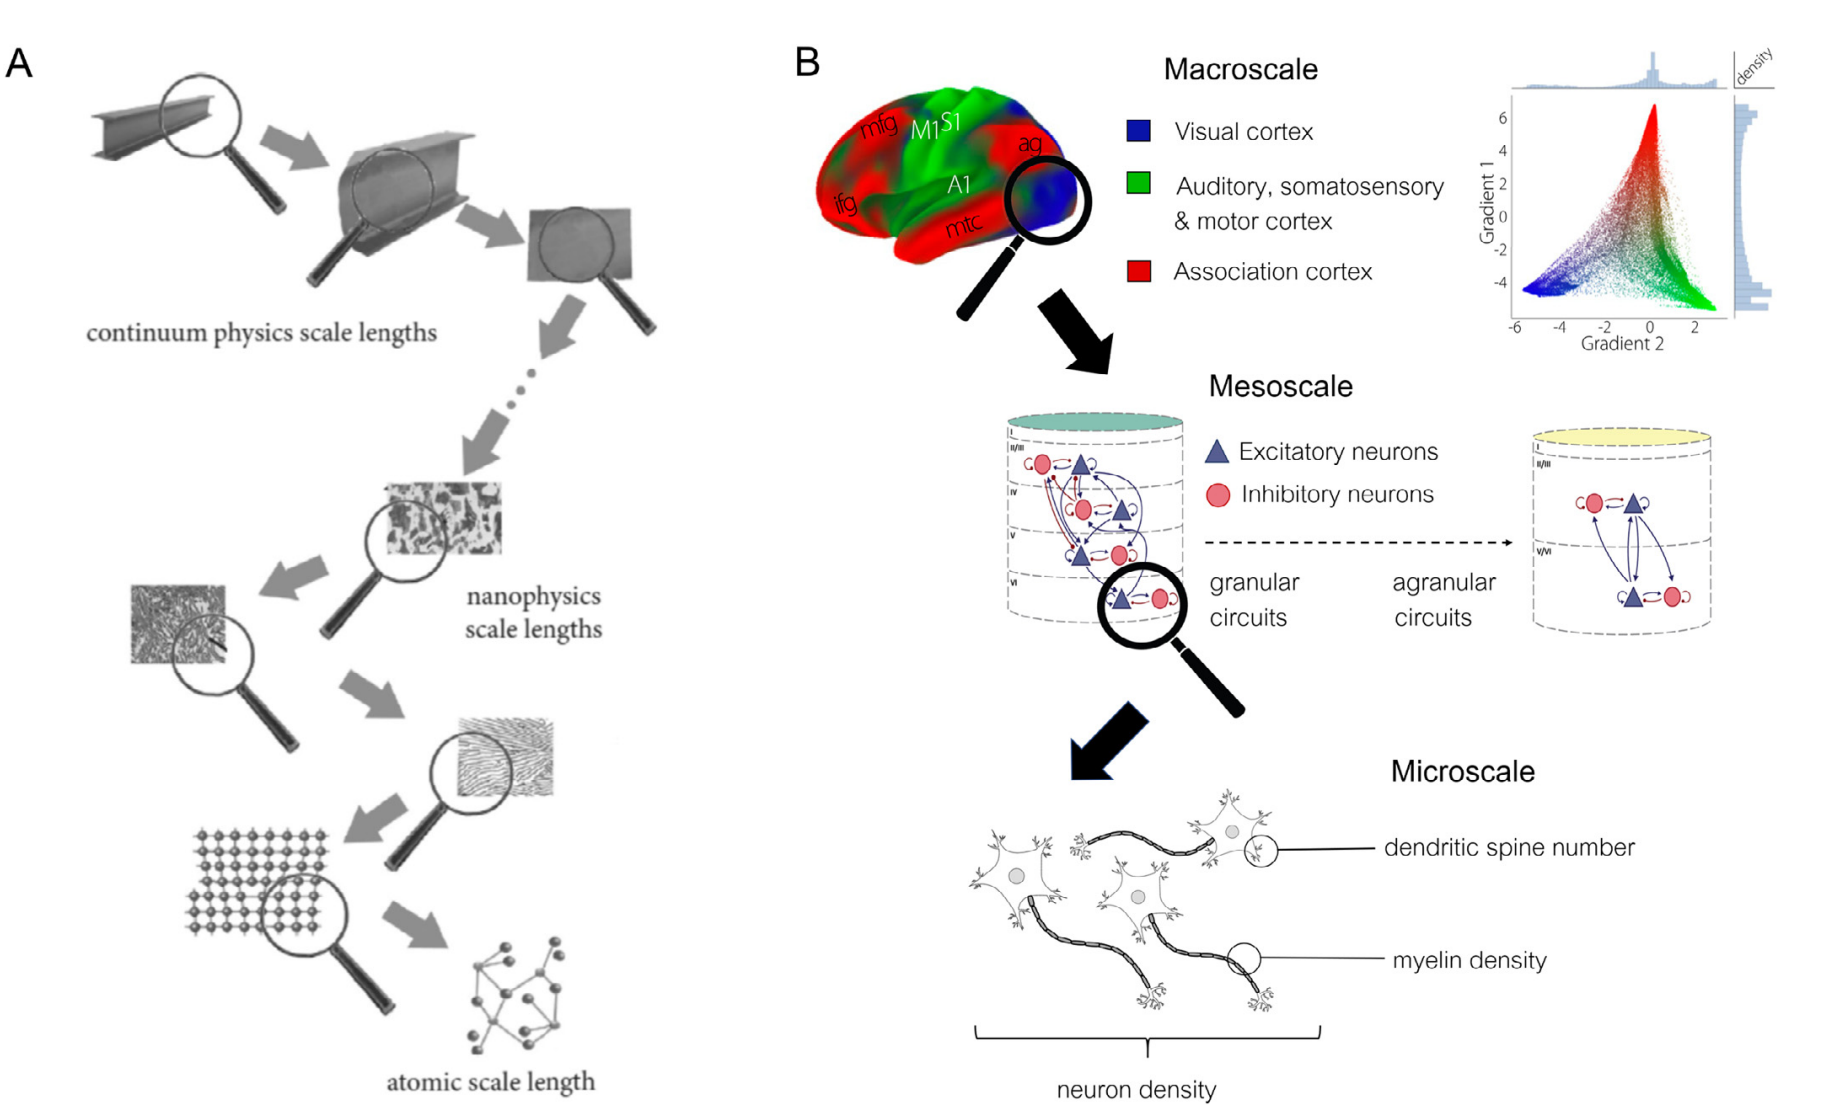 A
continuum physics scale lengths
nanophysics
scale lengths
atomic scale length
B
Macroscale
mfg
M1
S1
ag
A1
ifg
mtc
Visual cortex
Auditory, somatosensory
& motor cortex
Association cortex
density
Gradient 1
6
4
2
0
-2
-4
-6 -4 -2 0 2
Gradient 2
Mesoscale
I
II/III
IV
V
VI
Excitatory neurons
Inhibitory neurons
granular
circuits
agranular
circuits
I
II/III
V/VI
Microscale
dendritic spine number
myelin density
neuron density